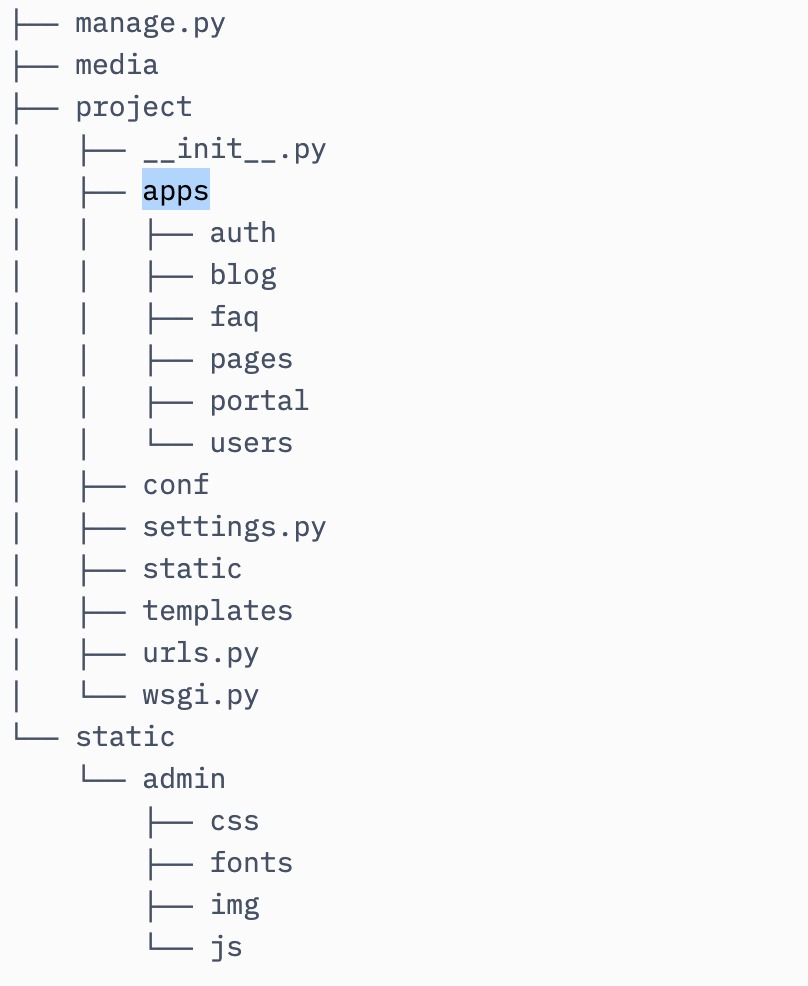 ├── manage.py
├── media
├── project
│   ├── __init__.py
│   ├── apps
│   │   ├── auth
│   │   ├── blog
│   │   ├── faq
│   │   ├── pages
│   │   ├── portal
│   │   └── users
│   ├── conf
│   ├── settings.py
│   ├── static
│   ├── templates
│   ├── urls.py
│   └── wsgi.py
└── static
    └── admin
        ├── css
        ├── fonts
        ├── img
        └── js